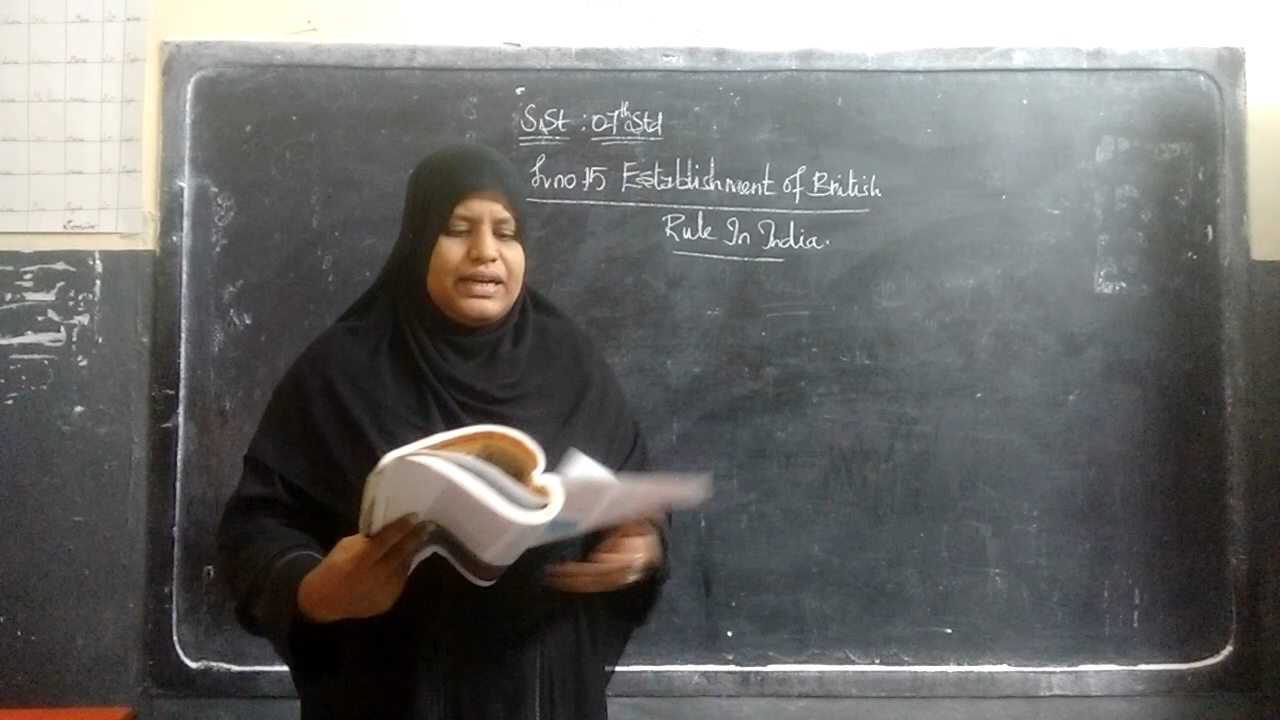 S.St : 07th Std
L.no 15 Establishment of British
Rule In India.